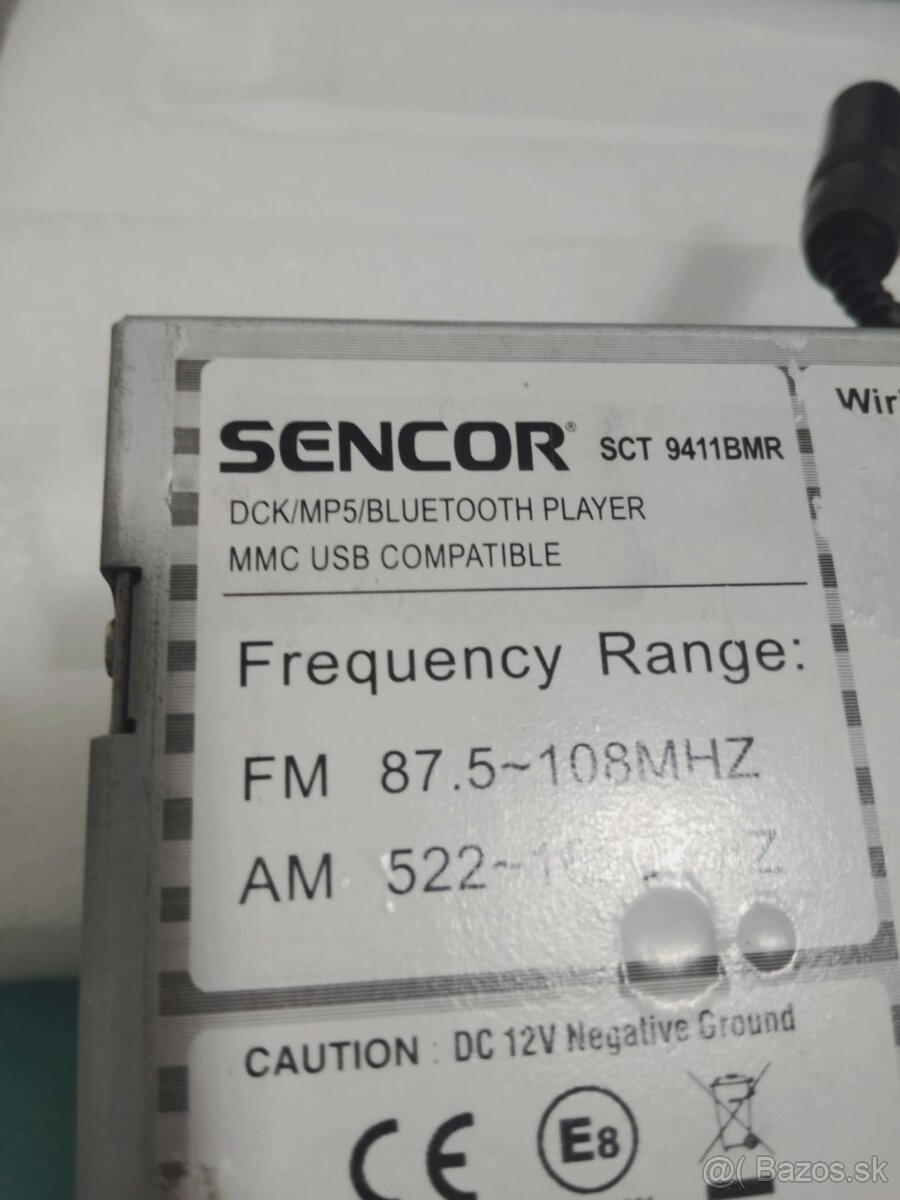 SENCOR® SCT 9411BMR
DCK/MP5/BLUETOOTH PLAYER
MMC USB COMPATIBLE
Frequency Range:
FM 87.5~108MHZ
AM 522~
CAUTION : DC 12V Negative Ground
CE E8
@( Bazos.sk